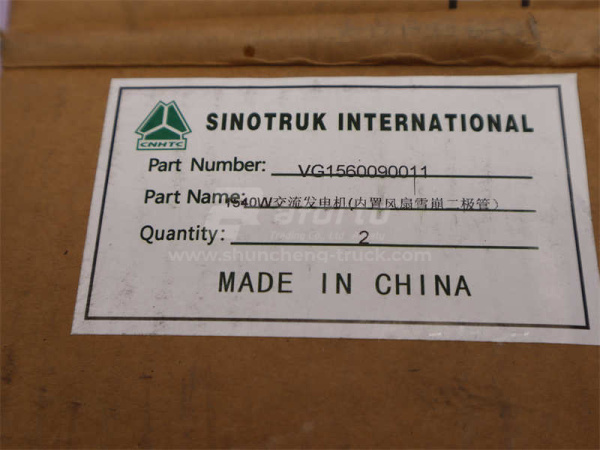 SINOTRUK INTERNATIONAL
CNHTC
Part Number: VG1560090011
Part Name: 1540W交流发电机(内置风扇雪崩二极管)
Quantity: 2
MADE IN CHINA
www.shuncheng-truck.com